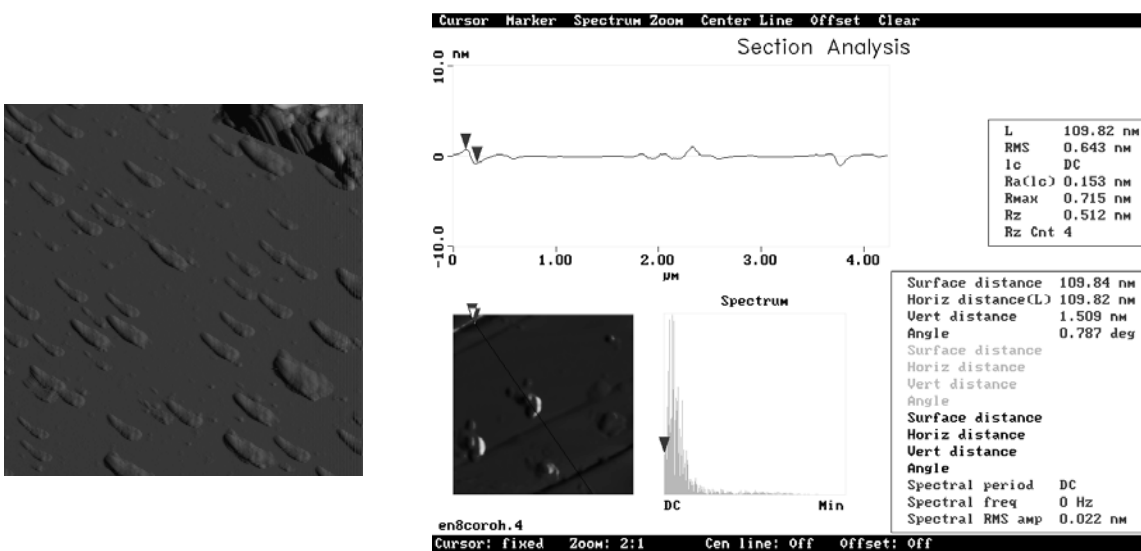 Cursor Marker Spectrum Zoom Center Line Offset Clear
Section Analysis
10.0 nM
0
-10.0
0 1.00 2.00 3.00 4.00
µM
L 109.82 nM
RMS 0.643 nM
lc DC
Ra(lc) 0.153 nM
Rmax 0.715 nM
Rz 0.512 nM
Rz Cnt 4
Spectrum
DC Min
Surface distance 109.84 nM
Horiz distance(L) 109.82 nM
Vert distance 1.509 nM
Angle 0.787 deg
Surface distance
Horiz distance
Vert distance
Angle
Surface distance
Horiz distance
Vert distance
Angle
Spectral period DC
Spectral freq 0 Hz
Spectral RMS amp 0.022 nM
en8coroh.4
Cursor: fixed Zoom: 2:1 Cen line: Off Offset: Off